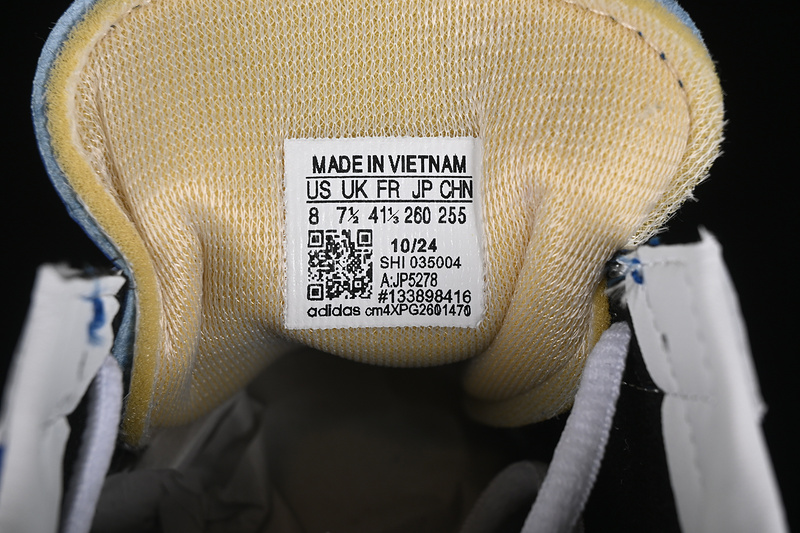 MADE IN VIETNAM
US UK FR JP CHN
8 7½ 41⅓ 260 255
10/24
SHI 035004
A:JP5278
#133898416
adidas cm4XPG2601470